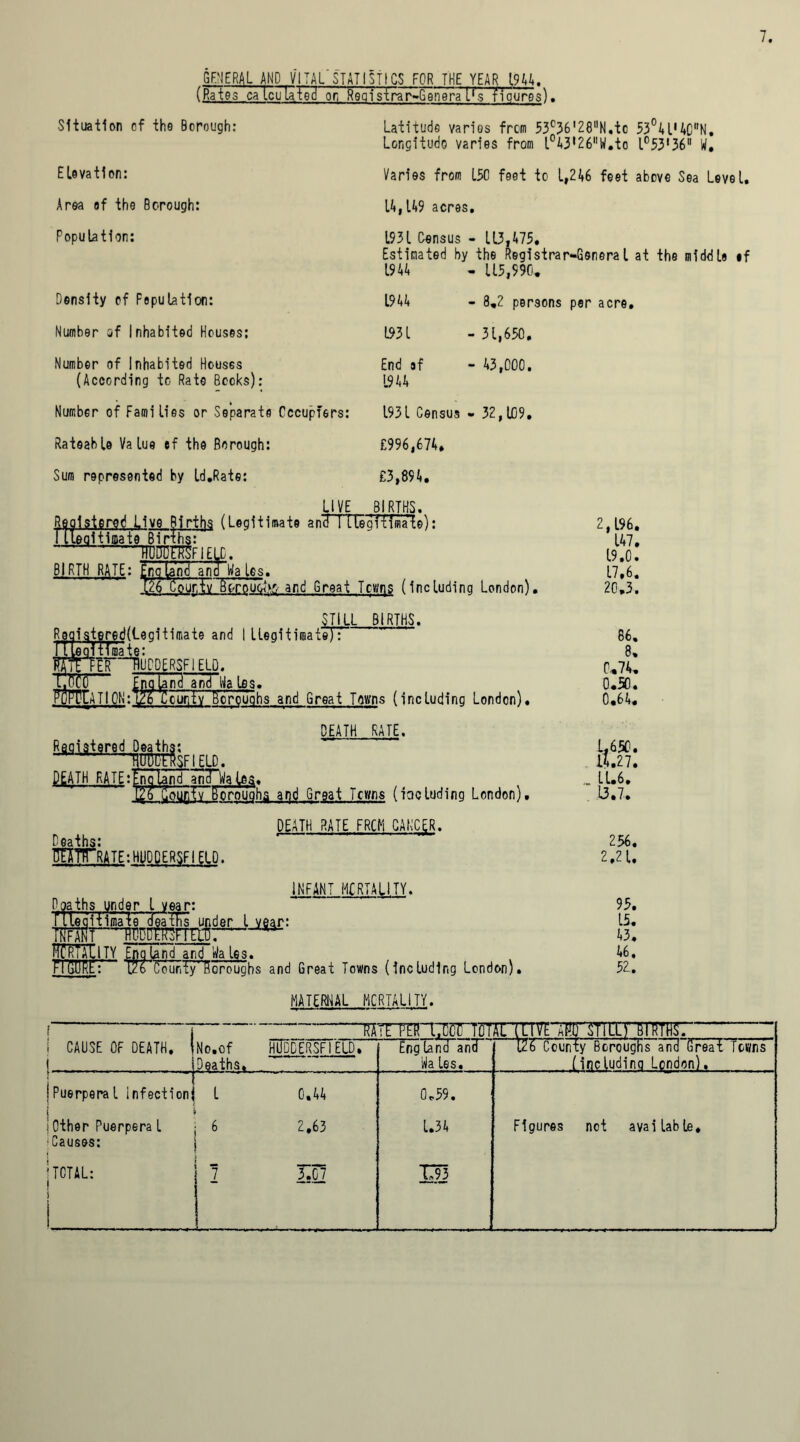 7.
GENERAL AND VITAL STATISTICS FOR THE YEAR 1944.
(Rates calculated on Registrar-General's figures).
Situation of the Borough: Latitude varies from 53°36'28"N.to 53°41'40"N.
Longitude varies from 1°43'26"W.to 1°53'36" W.
Elevation: Varies from 150 feet to 1,246 feet above Sea Level.
Area of the Borough: 14,149 acres.
Population: 1931 Census - 113,475.
Estimated by the Registrar-General at the middle of
1944 - 115,990.
Density of Population: 1944 - 8.2 persons per acre.
Number of Inhabited Houses; 1931 - 31,650.
Number of Inhabited Houses End of - 43,000.
(According to Rate Books): 1944
Number of Families or Separate Occupiers: 1931 Census - 32,109.
Rateable Value of the Borough: £996,674.
Sum represented by 1d.Rate: £3,894.
LIVE BIRTHS.
Registered Live Births (Legitimate and Illegitimate): 2,196.
Illegitimate Births: 147.
HUDDERSFIELD. 19.0.
BIRTH RATE: England and Wales. 17.6.
126 County Boroughs and Great Towns (including London). 20.3.
STILL BIRTHS.
Registered(Legitimate and Illegitimate): 86.
Illegitimate: 8.
RATE PER HUDDERSFIELD. 0.74.
1,000 England and Wales. 0.50.
POPULATION: 126 County Boroughs and Great Towns (including London). 0.64.
DEATH RATE.
Registered Deaths: 1,650.
HUDDERSFIELD. 14.27.
DEATH RATE: England and Wales. 11.6.
126 County Boroughs and Great Towns (including London). 13.7.
DEATH RATE FROM CANCER.
Deaths: 256.
DEATH RATE: HUDDERSFIELD. 2.21.
INFANT MORTALITY.
Deaths under 1 year: 95.
Illegitimate deaths under 1 year: 15.
INFANT HUDDERSFIELD. 43.
MORTALITY England and Wales. 46.
FIGURE: 126 County Boroughs and Great Towns (including London). 52.
MATERNAL MORTALITY.
RATE PER 1,000 TOTAL (LIVE AND STILL) BIRTHS.
CAUSE OF DEATH. No.of HUDDERSFIELD. England and 126 County Boroughs and Great Towns
Deaths. Wales. (including London).
Puerperal infection 1 0.44 0.59.
Other Puerperal 6 2.63 1.34 Figures not available.
Causes:
TOTAL: 7 3.07 1.93